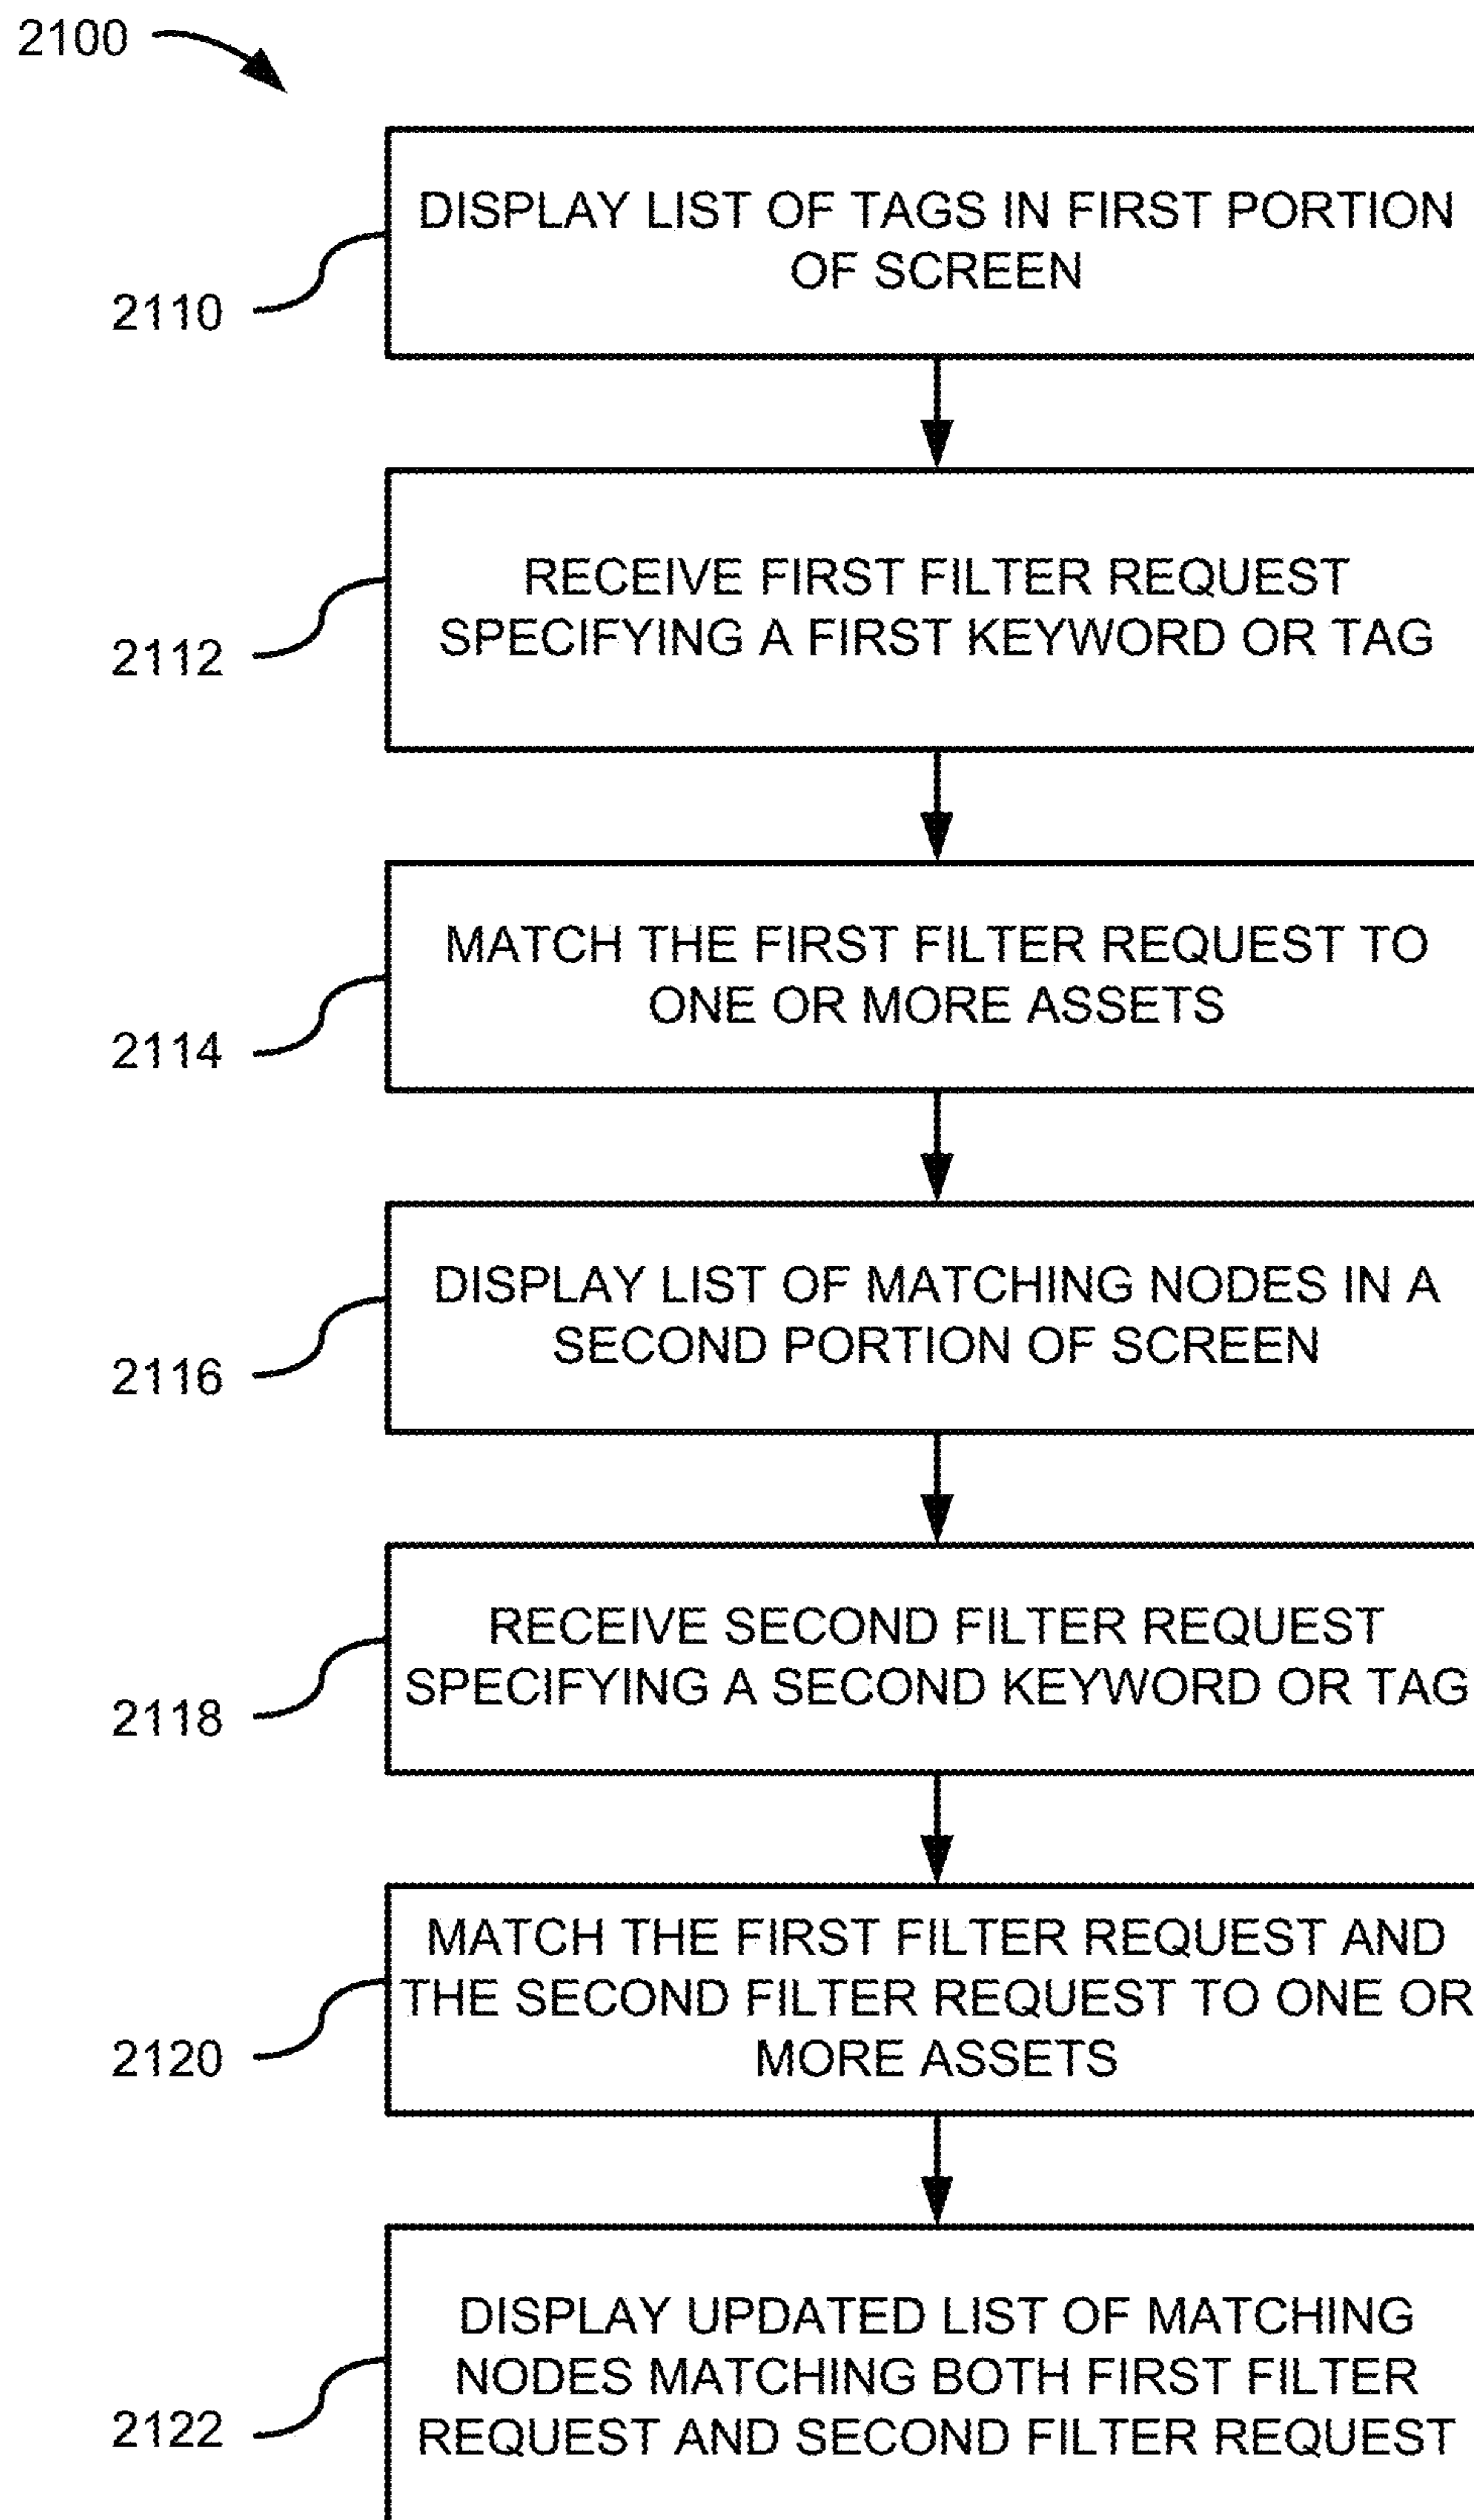 2100
DISPLAY LIST OF TAGS IN FIRST PORTION
OF SCREEN
2110
RECEIVE FIRST FILTER REQUEST
SPECIFYING A FIRST KEYWORD OR TAG
2112
MATCH THE FIRST FILTER REQUEST TO
ONE OR MORE ASSETS
2114
DISPLAY LIST OF MATCHING NODES IN A
SECOND PORTION OF SCREEN
2116
RECEIVE SECOND FILTER REQUEST
SPECIFYING A SECOND KEYWORD OR TAG
2118
MATCH THE FIRST FILTER REQUEST AND
THE SECOND FILTER REQUEST TO ONE OR
MORE ASSETS
2120
DISPLAY UPDATED LIST OF MATCHING
NODES MATCHING BOTH FIRST FILTER
REQUEST AND SECOND FILTER REQUEST
2122